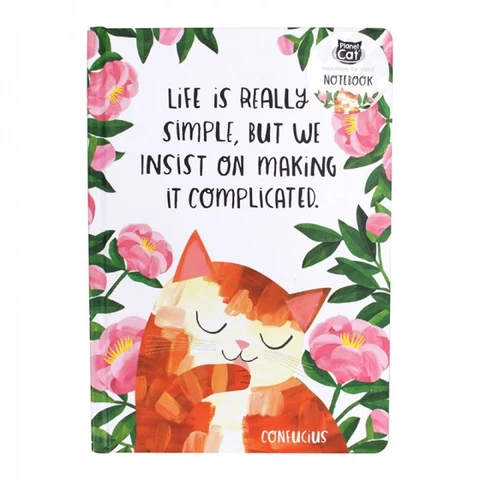 LIFE IS REALLY
SIMPLE, BUT WE
INSIST ON MAKING
IT COMPLICATED.
CONFUCIUS
Planet
Cat
NOTEBOOK